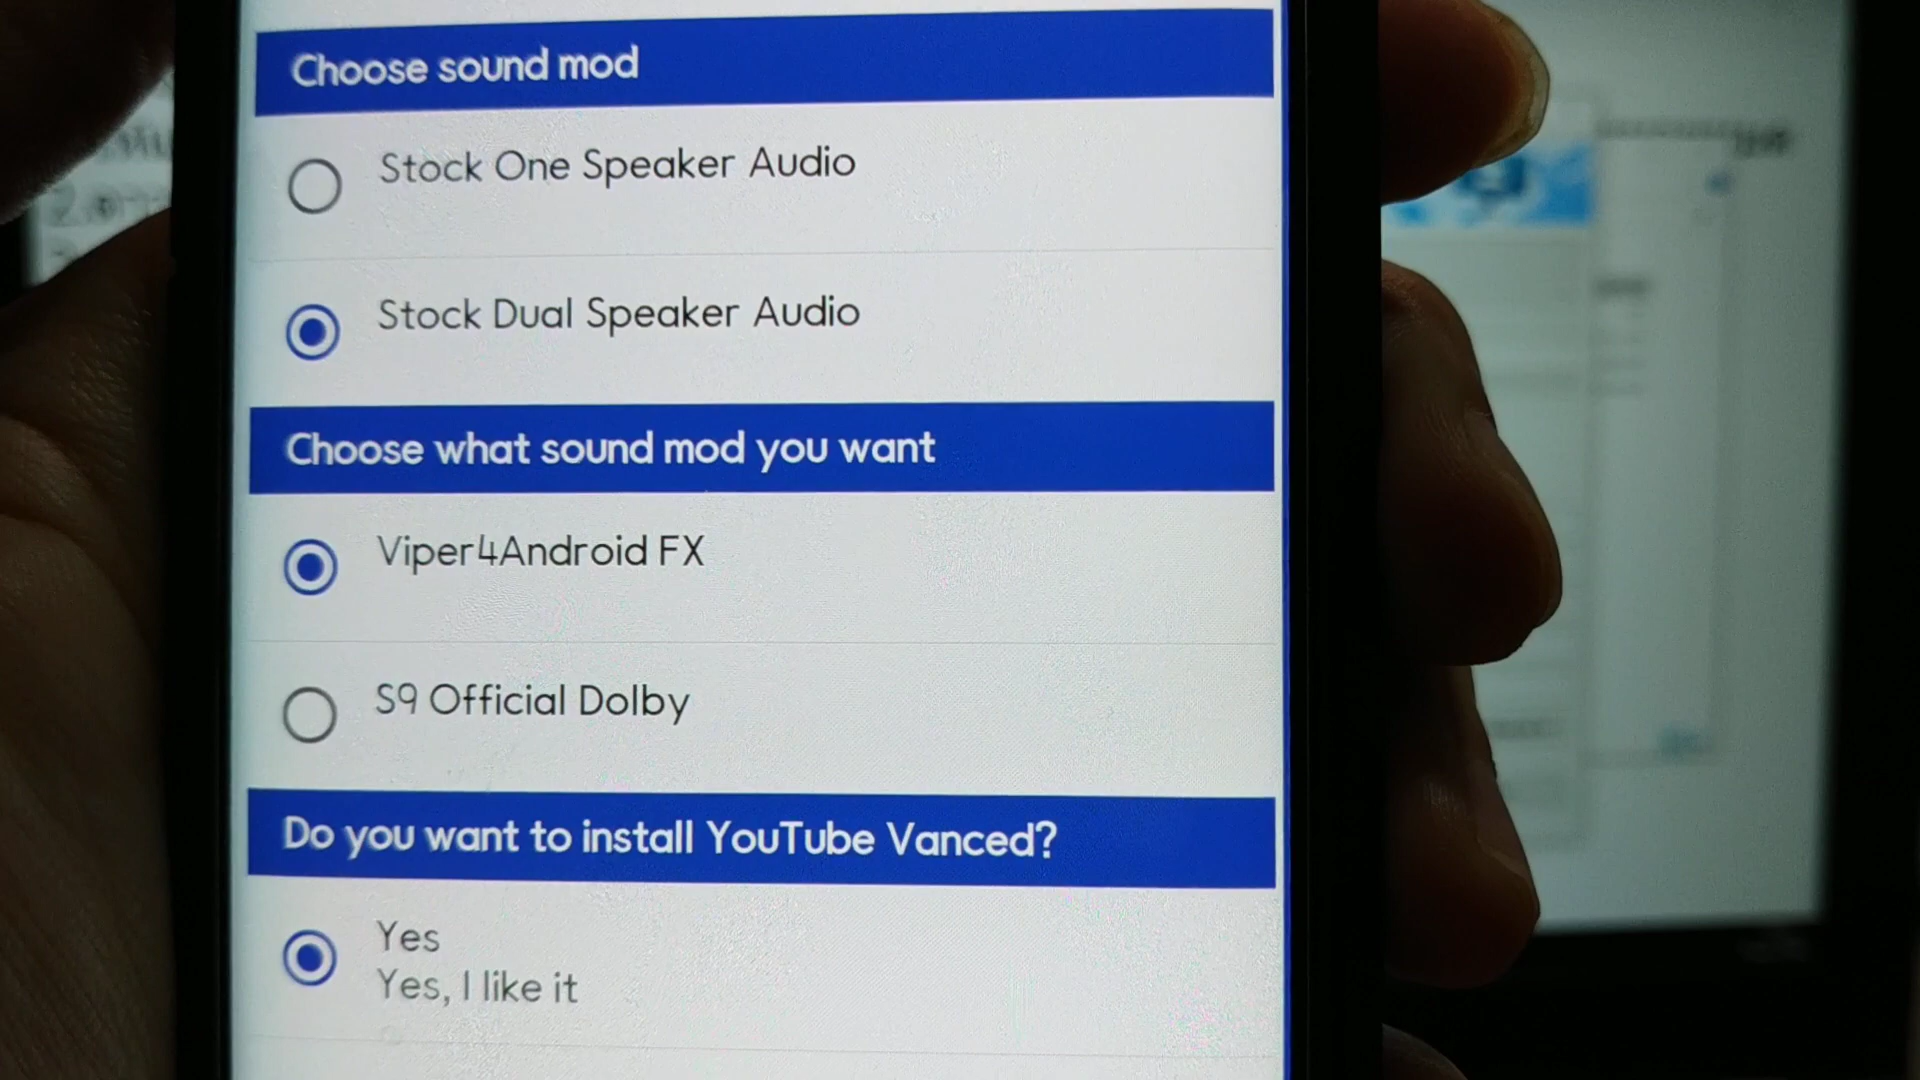 Choose sound mod
Stock One Speaker Audio
Stock Dual Speaker Audio
Choose what sound mod you want
Viper4Android FX
S9 Official Dolby
Do you want to install YouTube Vanced?
Yes
Yes, I like it